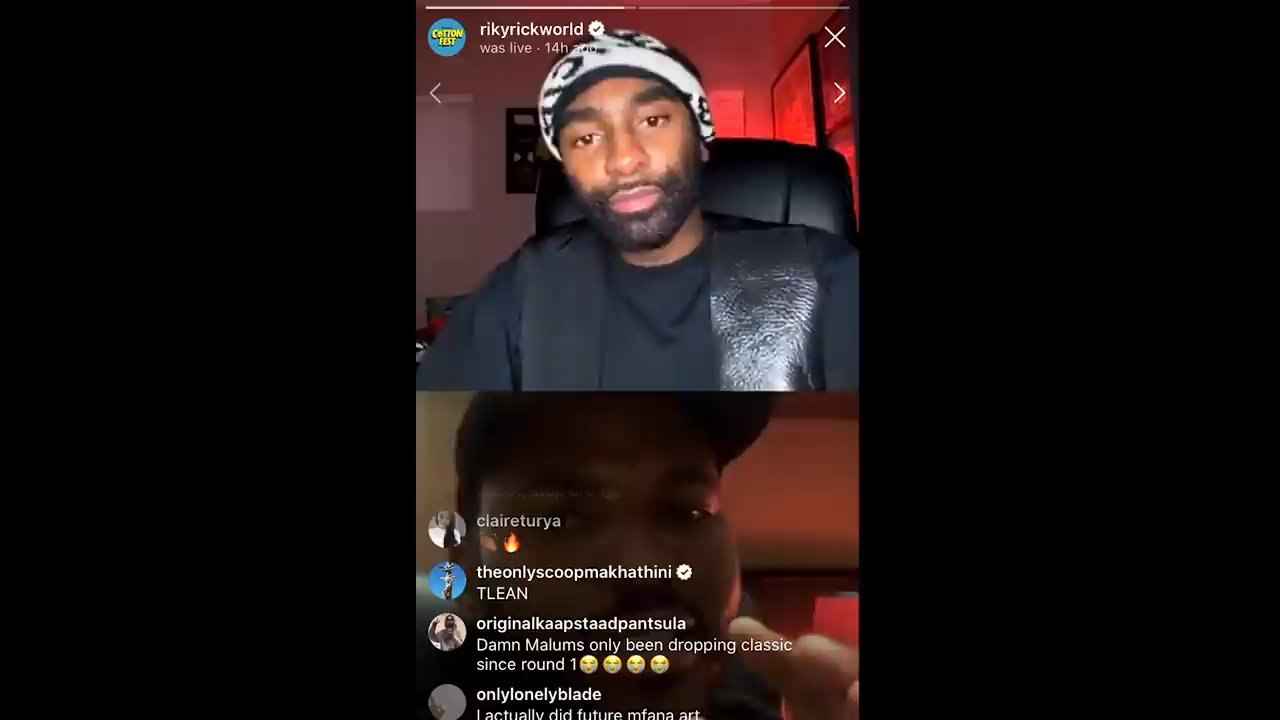 COTTON
FEST
rikyrickworld
was live · 14h ago
claireturya
theonlyscoopmakhathini
TLEAN
originalkaapstaadpantsula
Damn Malums only been dropping classic
since round 1😭😭😭😭
onlylonelyblade
I actually did future mfana art